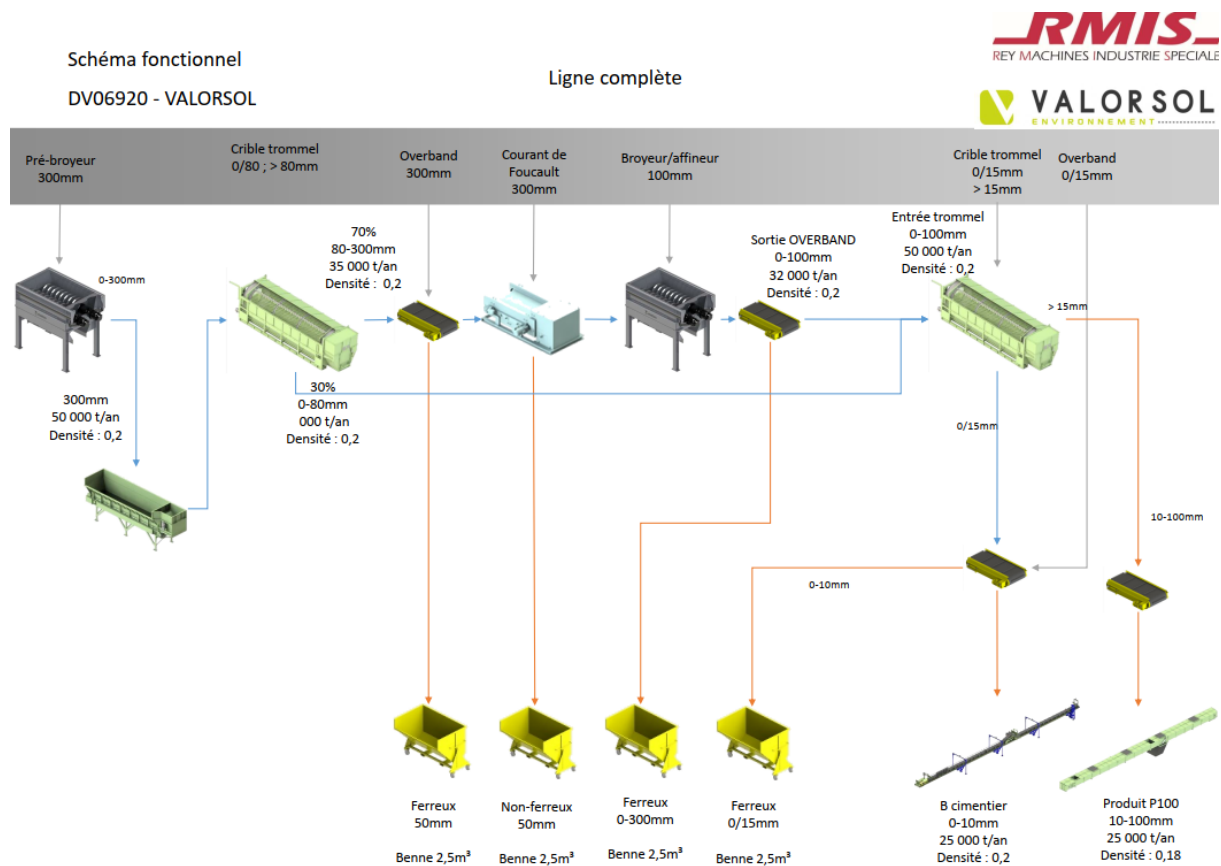 Schéma fonctionnel
DV06920 - VALORSOL
Ligne complète
RMIS
REY MACHINES INDUSTRIE SPECIALE
VALORSOL
ENVIRONNEMENT
Pré-broyeur
300mm
Crible trommel
0/80 ; > 80mm
Overband
300mm
Courant de
Foucault
300mm
Broyeur/affineur
100mm
Crible trommel
0/15mm
> 15mm
Overband
0/15mm
0-300mm
70%
80-300mm
35 000 t/an
Densité : 0,2
Sortie OVERBAND
0-100mm
32 000 t/an
Densité : 0,2
Entrée trommel
0-100mm
50 000 t/an
Densité : 0,2
> 15mm
300mm
50 000 t/an
Densité : 0,2
30%
0-80mm
000 t/an
Densité : 0,2
0/15mm
10-100mm
0-10mm
Ferreux
50mm
Benne 2,5m³
Non-ferreux
50mm
Benne 2,5m³
Ferreux
0-300mm
Benne 2,5m³
Ferreux
0/15mm
Benne 2,5m³
B cimentier
0-10mm
25 000 t/an
Densité : 0,2
Produit P100
10-100mm
25 000 t/an
Densité : 0,18